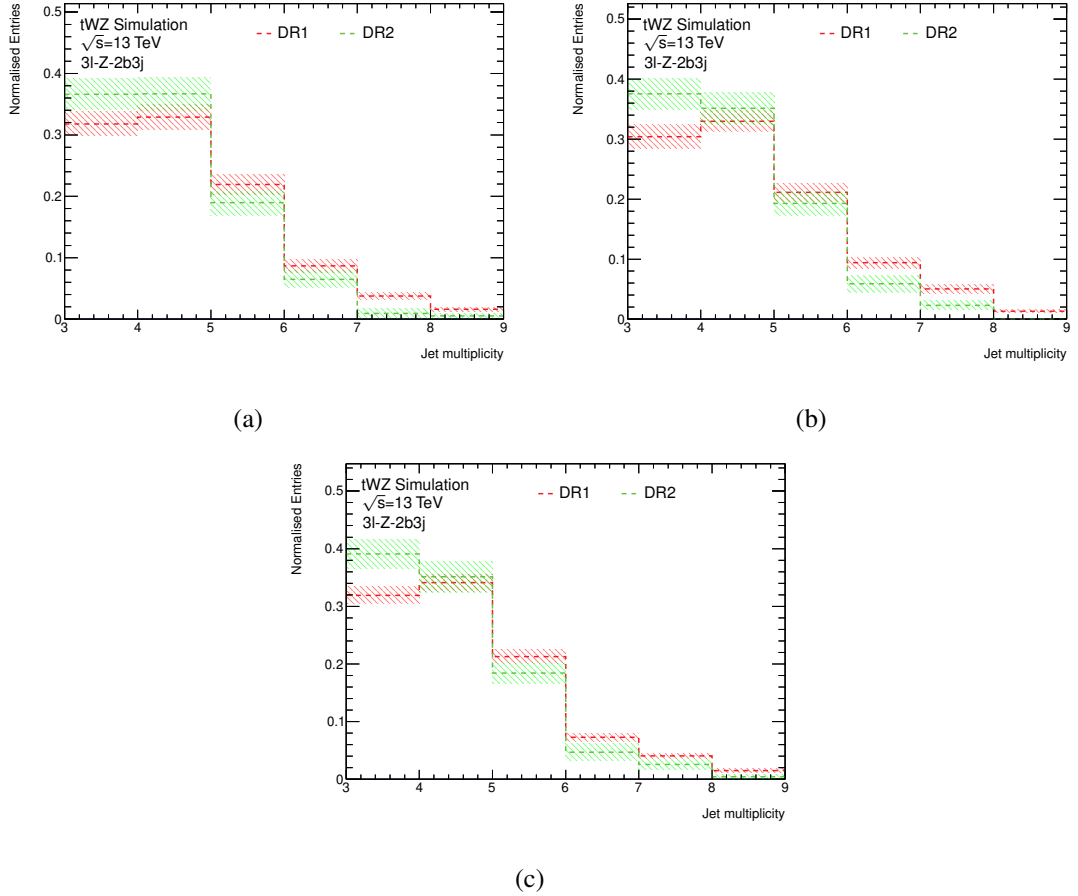 Normalised Entries
0.5
0.4
0.3
0.2
0.1
0
tWZ Simulation
√s=13 TeV
3l-Z-2b3j
DR1 DR2
3 4 5 6 7 8 9
Jet multiplicity
(a)
Normalised Entries
0.5
0.4
0.3
0.2
0.1
0
tWZ Simulation
√s=13 TeV
3l-Z-2b3j
DR1 DR2
3 4 5 6 7 8 9
Jet multiplicity
(b)
Normalised Entries
0.5
0.4
0.3
0.2
0.1
0
tWZ Simulation
√s=13 TeV
3l-Z-2b3j
DR1 DR2
3 4 5 6 7 8 9
Jet multiplicity
(c)